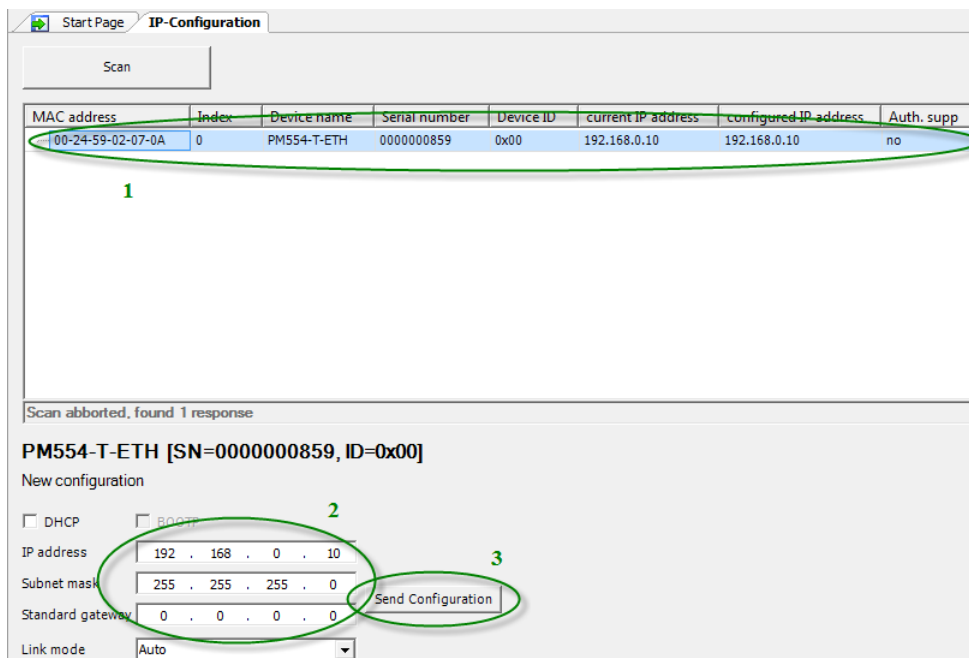 Start Page IP-Configuration
Scan
MAC address Index Device name Serial number Device ID current IP address configured IP address Auth. supp
00-24-59-02-07-0A 0 PM554-T-ETH 0000000859 0x00 192.168.0.10 192.168.0.10 no
1
Scan abborted, found 1 response
PM554-T-ETH [SN=0000000859, ID=0x00]
New configuration
2
DHCP BOOTP
IP address 192 . 168 . 0 . 10
3
Subnet mask 255 . 255 . 255 . 0
Send Configuration
Standard gateway 0 . 0 . 0 . 0
Link mode Auto